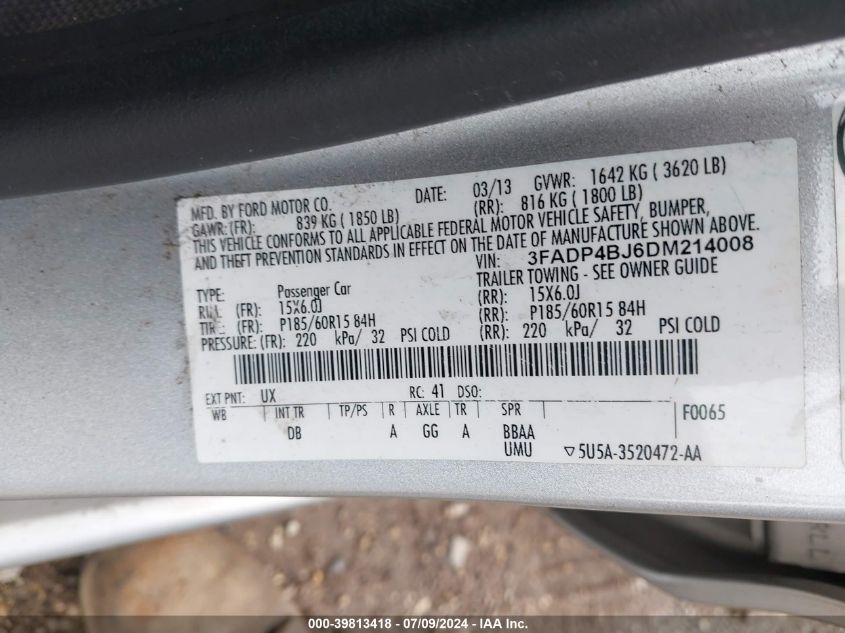 MFD. BY FORD MOTOR CO. DATE: 03/13 GVWR: 1642 KG ( 3620 LB)
GAWR: (FR): 839 KG ( 1850 LB) (RR): 816 KG ( 1800 LB)
THIS VEHICLE CONFORMS TO ALL APPLICABLE FEDERAL MOTOR VEHICLE SAFETY, BUMPER,
AND THEFT PREVENTION STANDARDS IN EFFECT ON THE DATE OF MANUFACTURE SHOWN ABOVE.
VIN: 3FADP4BJ6DM214008
TYPE: Passenger Car TRAILER TOWING - SEE OWNER GUIDE
RIM (FR): 15X6.0J (RR): 15X6.0J
TIRE (FR): P185/60R15 84H (RR): P185/60R15 84H
PRESSURE: (FR): 220 kPa/ 32 PSI COLD (RR): 220 kPa/ 32 PSI COLD
EXT PNT: UX RC: 41 DSO:
WB INT TR TP/PS R AXLE TR SPR F0065
DB A GG A BBAA
UMU ▽5U5A-3520472-AA
000-39813418 - 07/09/2024 - IAA Inc.